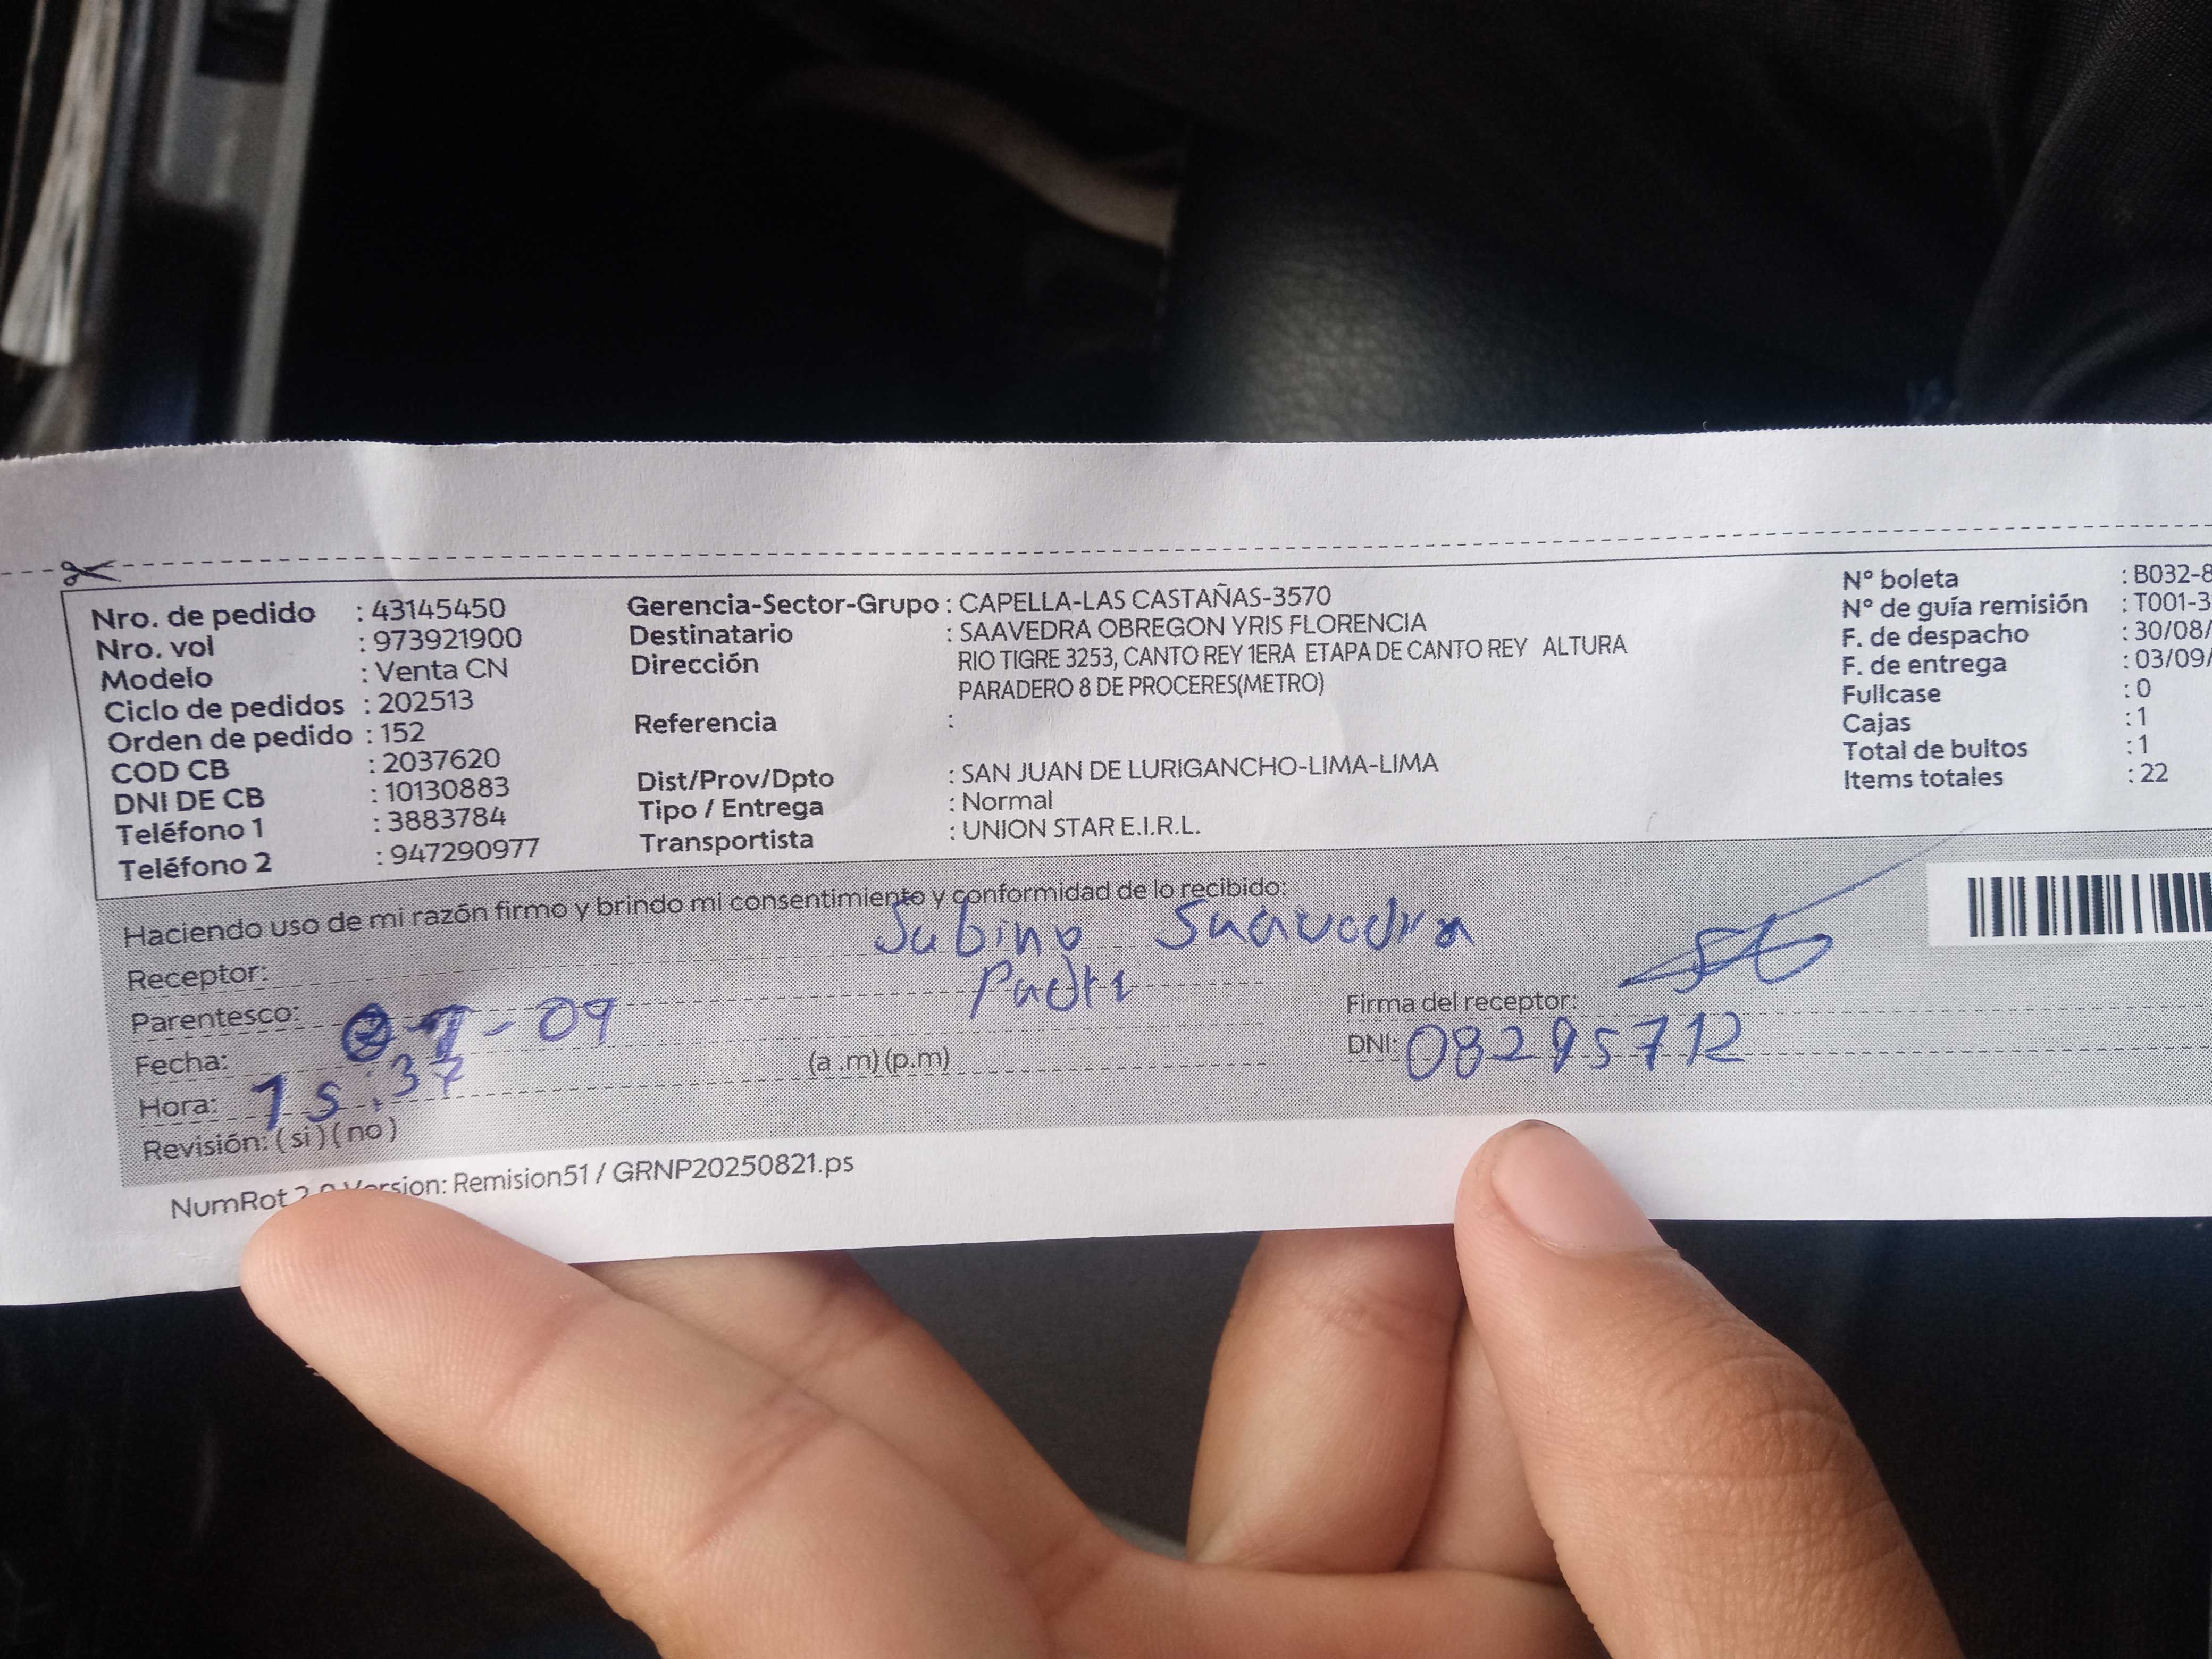 Nro. de pedido : 43145450
Nro. vol : 973921900
Modelo : Venta CN
Ciclo de pedidos : 202513
Orden de pedido : 152
COD CB : 2037620
DNI DE CB : 10130883
Teléfono 1 : 3883784
Teléfono 2 : 947290977
Gerencia-Sector-Grupo : CAPELLA-LAS CASTAÑAS-3570
Destinatario : SAAVEDRA OBREGON YRIS FLORENCIA
Dirección RIO TIGRE 3253, CANTO REY 1ERA ETAPA DE CANTO REY ALTURA
PARADERO 8 DE PROCERES(METRO)
Referencia :
Dist/Prov/Dpto : SAN JUAN DE LURIGANCHO-LIMA-LIMA
Tipo / Entrega : Normal
Transportista : UNION STAR E.I.R.L.
N° boleta : B032-8
N° de guía remisión : T001-3
F. de despacho : 30/08/
F. de entrega : 03/09/
Fullcase : 0
Cajas : 1
Total de bultos : 1
Items totales : 22
Haciendo uso de mi razón firmo y brindo mi consentimiento y conformidad de lo recibido:
Receptor: Sabino Saavedra
Parentesco: Padre
Fecha:
Hora: 15:37 (a .m) (p.m)
Revisión: ( si ) ( no )
Firma del receptor:
DNI: 08295712
NumRot Version: Remision51 / GRNP20250821.ps